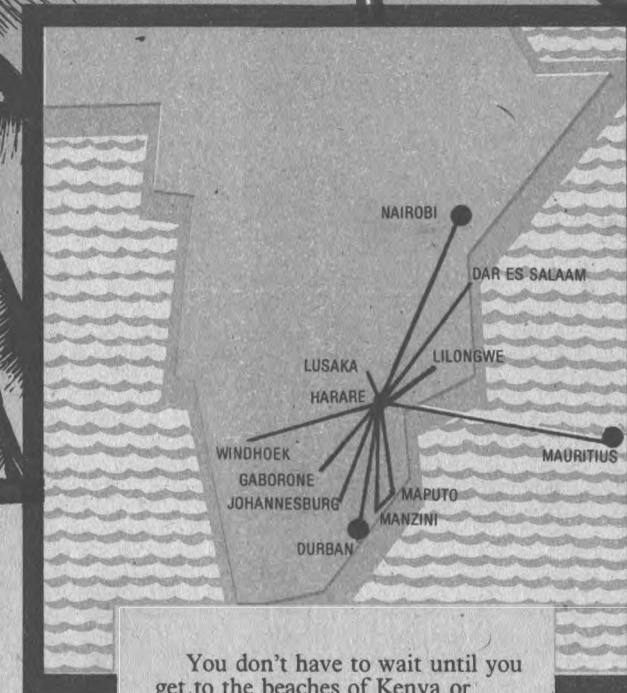 NAIROBI
DAR ES SALAAM
LILONGWE
LUSAKA
HARARE
MAURITIUS
WINDHOEK
GABORONE
JOHANNESBURG
MAPUTO
MANZINI
DURBAN
You don't have to wait until you
get to the beaches of Kenya or